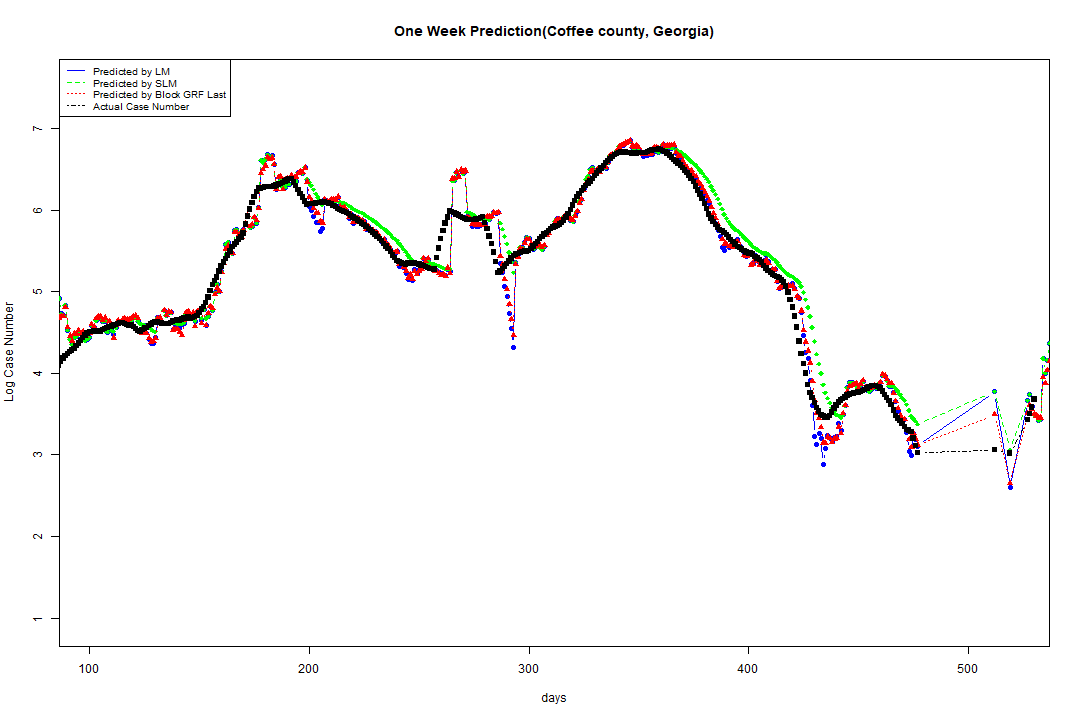 One Week Prediction(Coffee county, Georgia)
Predicted by LM
Predicted by SLM
Predicted by Block GRF Last
Actual Case Number
Log Case Number
7
6
5
4
3
2
1
100 200 300 400 500
days